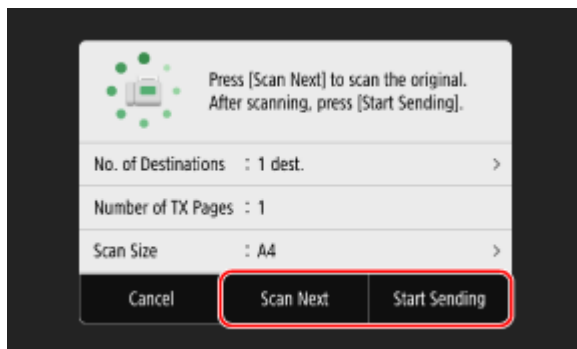 Press [Scan Next] to scan the original.
After scanning, press [Start Sending].
No. of Destinations : 1 dest.
Number of TX Pages : 1
Scan Size : A4
Cancel Scan Next Start Sending